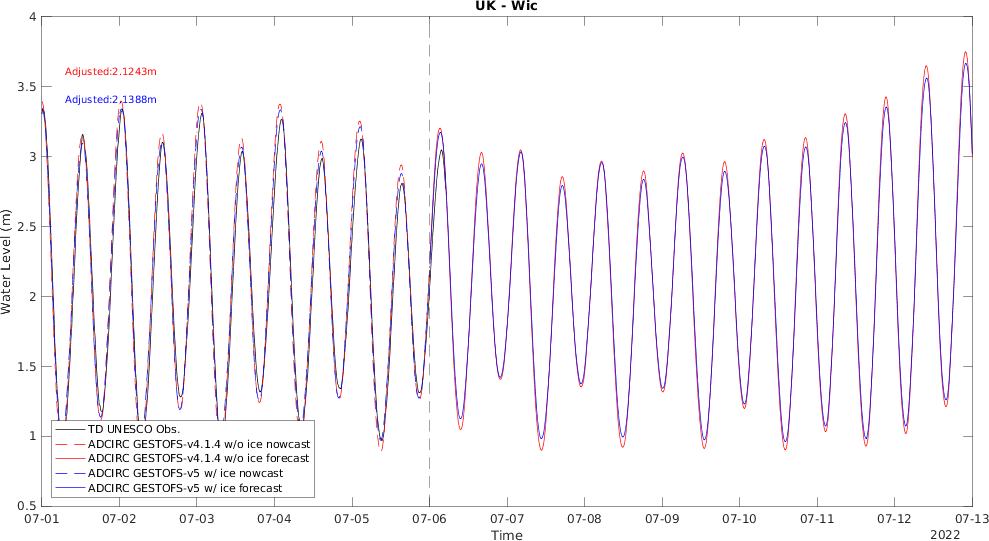 UK - Wic
4
3.5
3
2.5
2
1.5
1
0.5
Water Level (m)
Adjusted:2.1243m
Adjusted:2.1388m
TD UNESCO Obs.
ADCIRC GESTOFS-v4.1.4 w/o ice nowcast
ADCIRC GESTOFS-v4.1.4 w/o ice forecast
ADCIRC GESTOFS-v5 w/ ice nowcast
ADCIRC GESTOFS-v5 w/ ice forecast
07-01 07-02 07-03 07-04 07-05 07-06 07-07 07-08 07-09 07-10 07-11 07-12 07-13
Time
2022